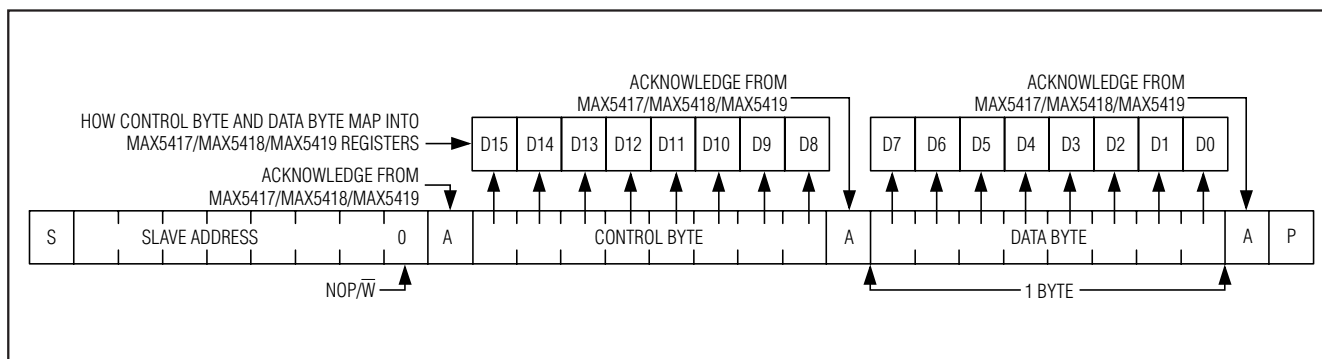 ACKNOWLEDGE FROM
MAX5417/MAX5418/MAX5419
ACKNOWLEDGE FROM
MAX5417/MAX5418/MAX5419
HOW CONTROL BYTE AND DATA BYTE MAP INTO
MAX5417/MAX5418/MAX5419 REGISTERS
D15 D14 D13 D12 D11 D10 D9 D8 D7 D6 D5 D4 D3 D2 D1 D0
ACKNOWLEDGE FROM
MAX5417/MAX5418/MAX5419
S SLAVE ADDRESS 0 A CONTROL BYTE A DATA BYTE A P
NOP/W̅ 1 BYTE